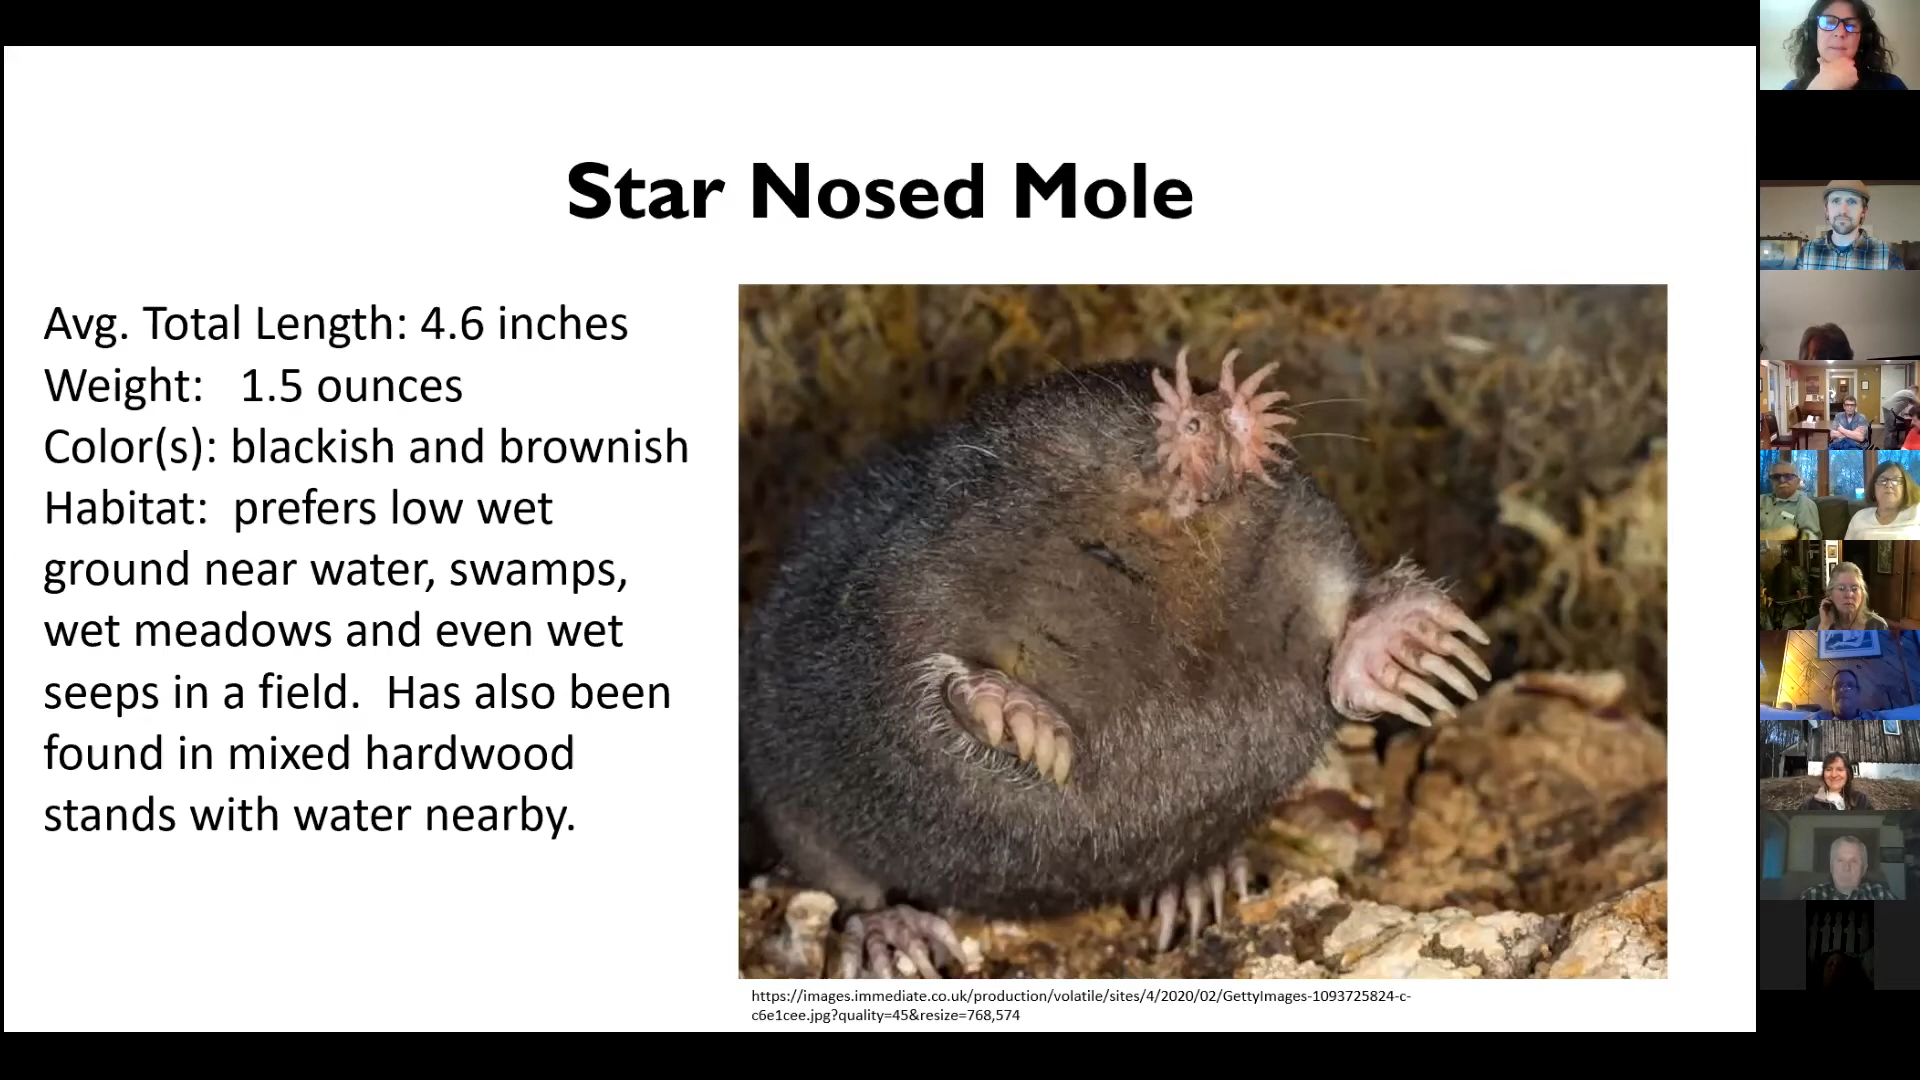 Star Nosed Mole
Avg. Total Length: 4.6 inches
Weight:   1.5 ounces
Color(s): blackish and brownish
Habitat:  prefers low wet
ground near water, swamps,
wet meadows and even wet
seeps in a field.  Has also been
found in mixed hardwood
stands with water nearby.
https://images.immediate.co.uk/production/volatile/sites/4/2020/02/GettyImages-1093725824-c-
c6e1cee.jpg?quality=45&resize=768,574